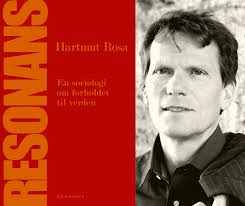 RESONANS
Hartmut Rosa
En sociologi
om forholdet
til verden